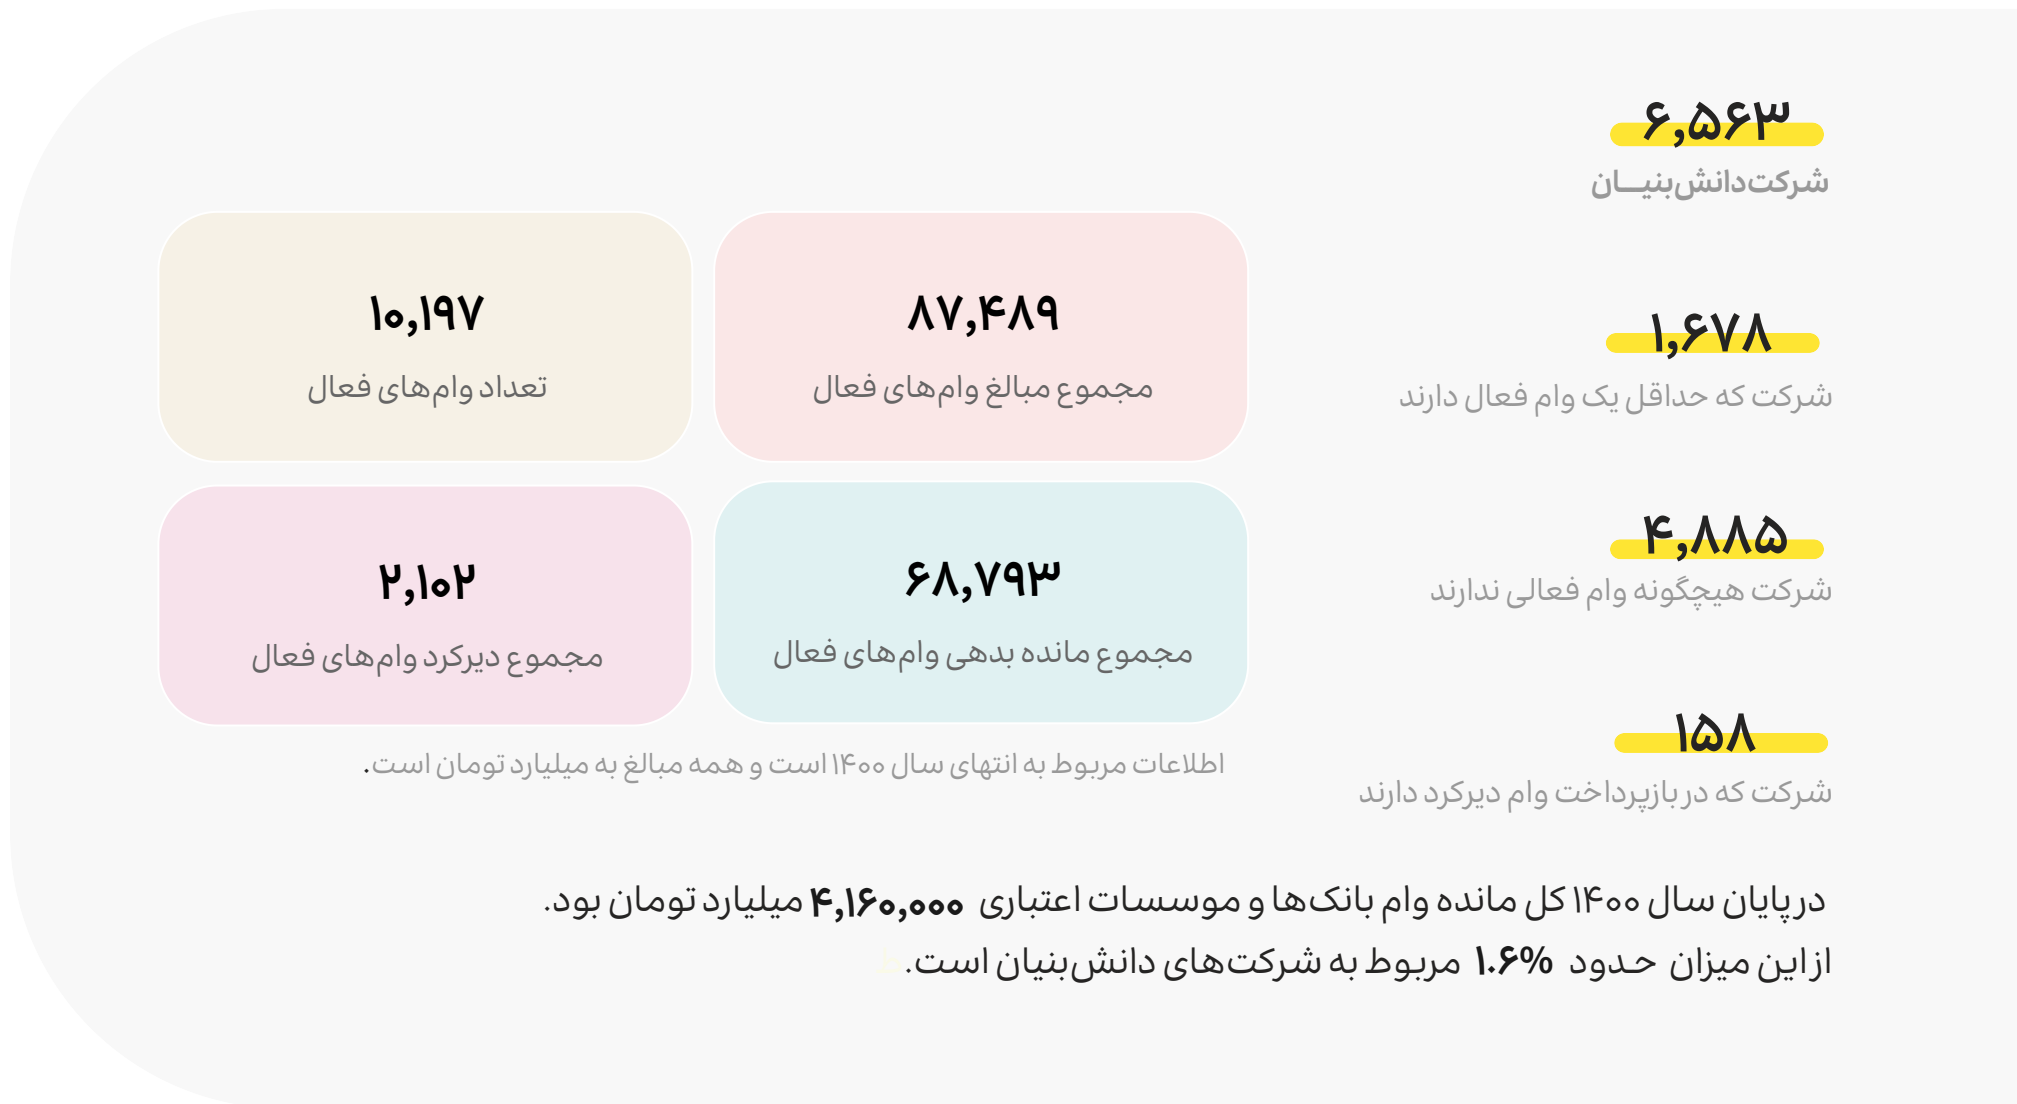 ۶,۵۶۳
شرکت‌دانش‌بنیـــان
۱,۶۷۸
شرکت که حداقل یک وام فعال دارند
۴,۸۸۵
شرکت هیچگونه وام فعالی ندارند
۱۵۸
شرکت که در بازپرداخت وام دیرکرد دارند
۸۷,۴۸۹
مجموع مبالغ وام‌های فعال
۱۰,۱۹۷
تعداد وام‌های فعال
۶۸,۷۹۳
مجموع مانده بدهی وام‌های فعال
۲,۱۰۲
مجموع دیرکرد وام‌های فعال
اطلاعات مربوط به انتهای سال ۱۴۰۰ است و همه مبالغ به میلیارد تومان است.
در پایان سال ۱۴۰۰ کل مانده وام بانک‌ها و موسسات اعتباری ۴,۱۶۰,۰۰۰ میلیارد تومان بود.
از این میزان حدود ۱.۶% مربوط به شرکت‌های دانش‌بنیان است.